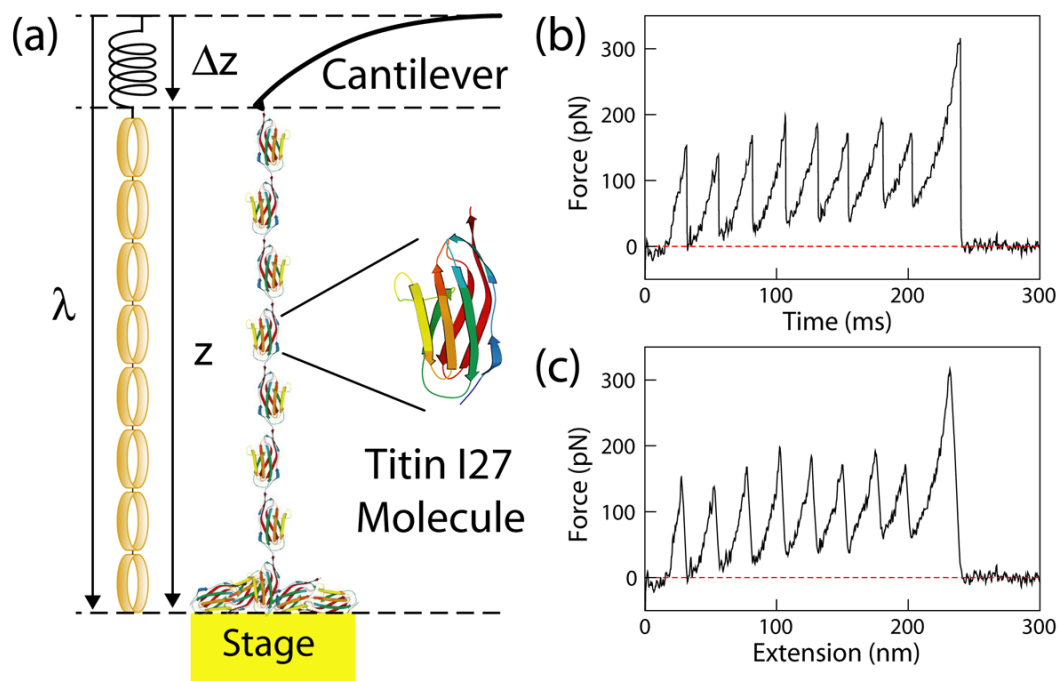 (a)
Δz
Cantilever
λ
z
Titin I27
Molecule
Stage
(b)
Force (pN)
300
200
100
0
0
100
200
300
Time (ms)
(c)
Force (pN)
300
200
100
0
0
100
200
300
Extension (nm)